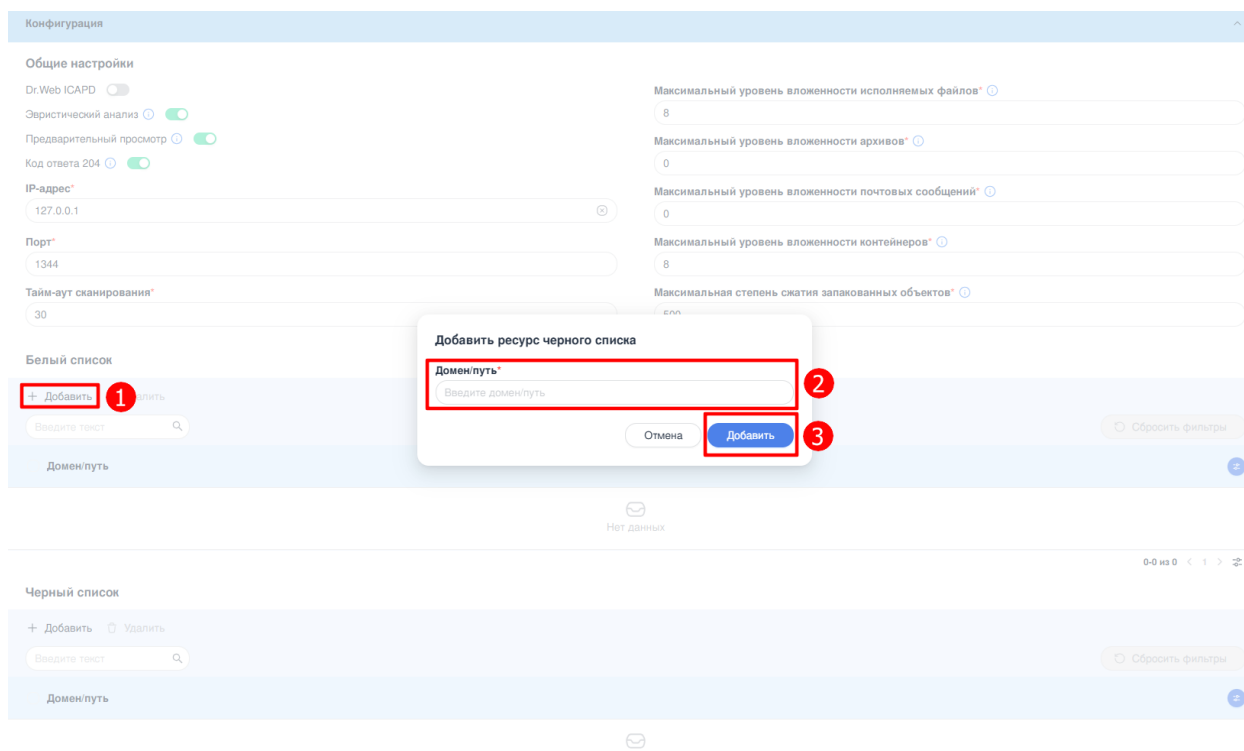 Конфигурация
Общие настройки
Dr.Web ICAPD
Эвристический анализ
Предварительный просмотр
Код ответа 204
IP-адрес*
127.0.0.1
Порт*
1344
Тайм-аут сканирования*
30
Максимальный уровень вложенности исполняемых файлов*
8
Максимальный уровень вложенности архивов*
0
Максимальный уровень вложенности почтовых сообщений*
0
Максимальный уровень вложенности контейнеров*
8
Максимальная степень сжатия запакованных объектов*
500
Добавить ресурс черного списка
Домен/путь*
Введите домен/путь
2
Отмена
Добавить
3
Белый список
+ Добавить
1
Введите текст
Сбросить фильтры
Домен/путь
Нет данных
0-0 из 0 < 1 >
Черный список
+ Добавить Удалить
Введите текст
Сбросить фильтры
Домен/путь